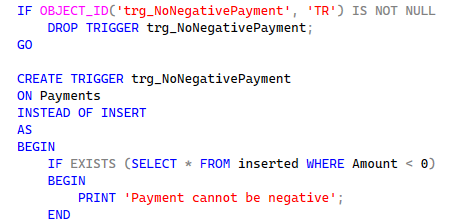 IF OBJECT_ID('trg_NoNegativePayment', 'TR') IS NOT NULL
    DROP TRIGGER trg_NoNegativePayment;
GO

CREATE TRIGGER trg_NoNegativePayment
ON Payments
INSTEAD OF INSERT
AS
BEGIN
    IF EXISTS (SELECT * FROM inserted WHERE Amount < 0)
    BEGIN
        PRINT 'Payment cannot be negative';
    END